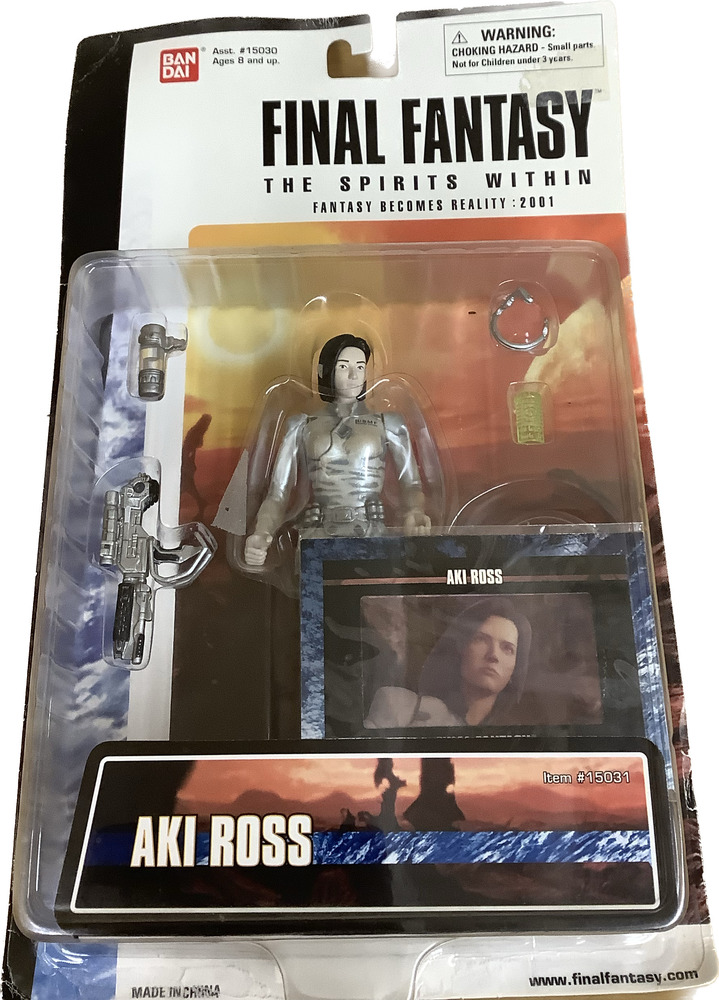 BAN
DAI
Asst. #15030
Ages 8 and up.
WARNING:
CHOKING HAZARD - Small parts
Not for Children under 3 years.
FINAL FANTASY
THE SPIRITS WITHIN
FANTASY BECOMES REALITY : 2001
AKI ROSS
Item #15031
AKI ROSS
MADE IN CHINA
www.finalfantasy.com